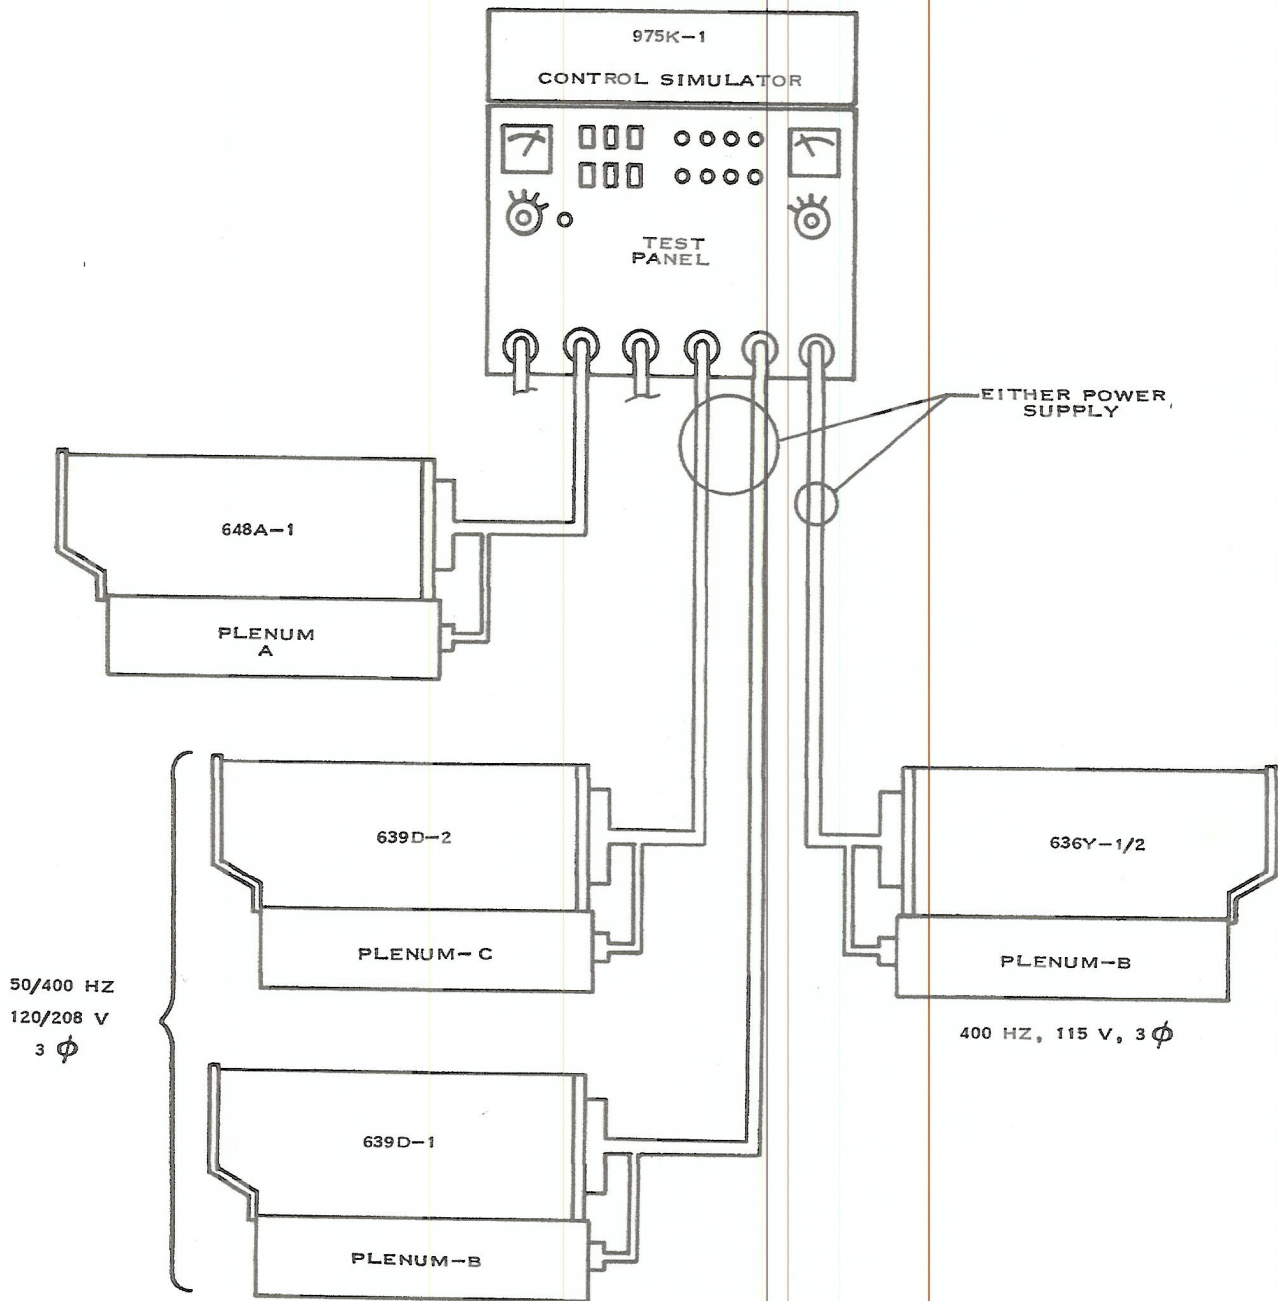 975K-1
CONTROL SIMULATOR
TEST
PANEL
EITHER POWER
SUPPLY
648A-1
PLENUM
A
639D-2
PLENUM-C
636Y-1/2
PLENUM-B
400 HZ, 115 V, 3 ϕ
50/400 HZ
120/208 V
3 ϕ
639D-1
PLENUM-B